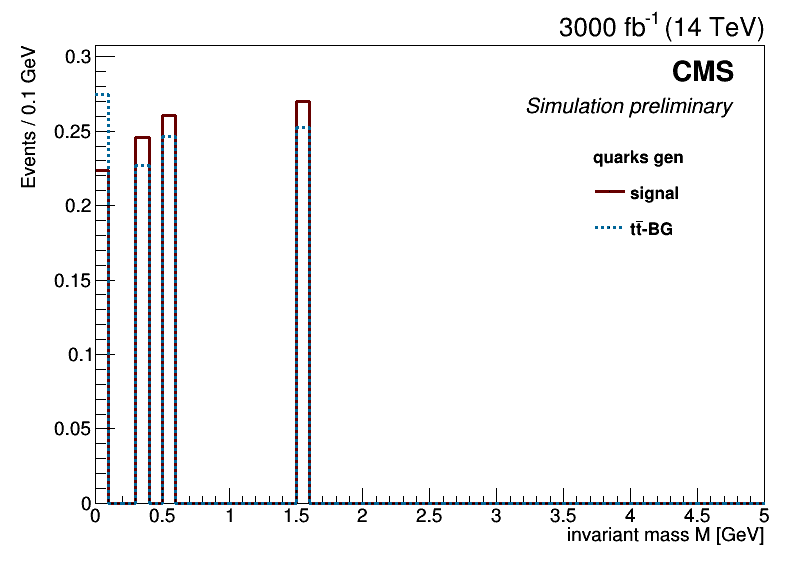 3000 fb⁻¹ (14 TeV)
Events / 0.1 GeV
CMS
Simulation preliminary
quarks gen
signal
tt̄-BG
0.3
0.25
0.2
0.15
0.1
0.05
0
0 0.5 1 1.5 2 2.5 3 3.5 4 4.5 5
invariant mass M [GeV]